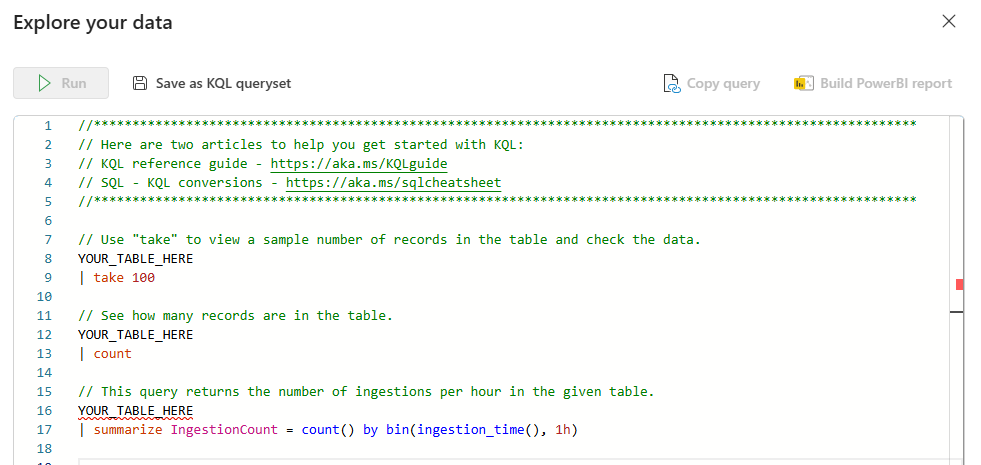 Explore your data
Run Save as KQL queryset Copy query Build PowerBI report
1 //***********************************************************************************************************
2 // Here are two articles to help you get started with KQL:
3 // KQL reference guide - https://aka.ms/KQLguide
4 // SQL - KQL conversions - https://aka.ms/sqlcheatsheet
5 //***********************************************************************************************************
6
7 // Use "take" to view a sample number of records in the table and check the data.
8 YOUR_TABLE_HERE
9 | take 100
10
11 // See how many records are in the table.
12 YOUR_TABLE_HERE
13 | count
14
15 // This query returns the number of ingestions per hour in the given table.
16 YOUR_TABLE_HERE
17 | summarize IngestionCount = count() by bin(ingestion_time(), 1h)
18